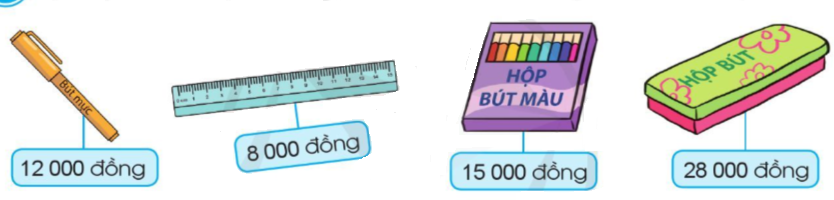 Bút mực
12 000 đồng
8 000 đồng
HỘP
BÚT MÀU
15 000 đồng
HỘP BÚT
28 000 đồng